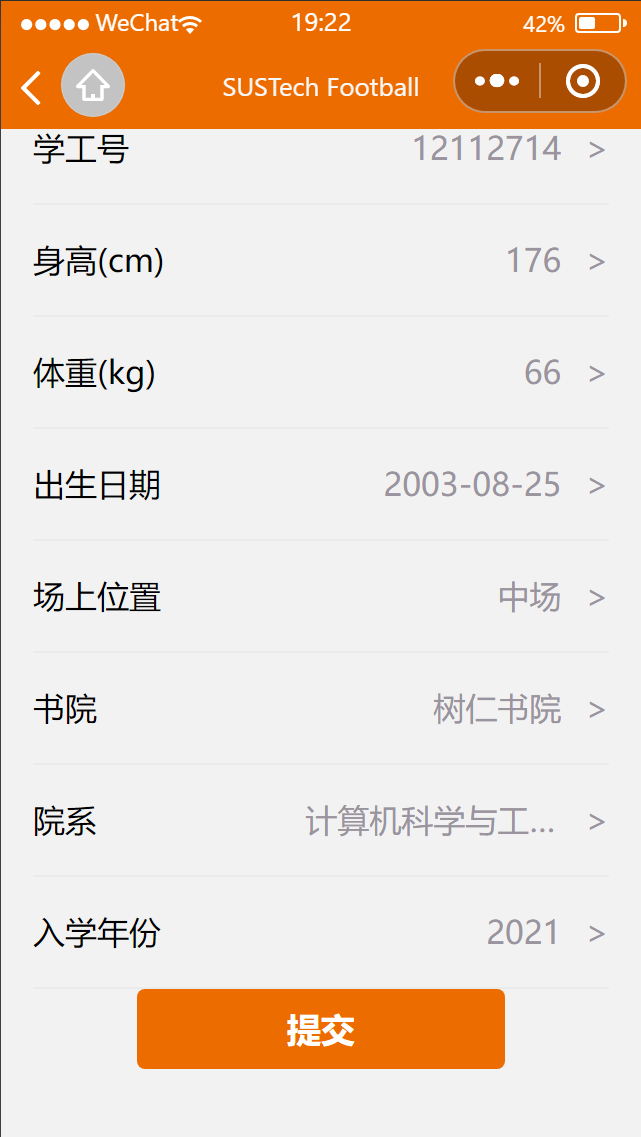 WeChat 19:22 42%
SUSTech Football
学工号 12112714 >
身高(cm) 176 >
体重(kg) 66 >
出生日期 2003-08-25 >
场上位置 中场 >
书院 树仁书院 >
院系 计算机科学与工... >
入学年份 2021 >
提交